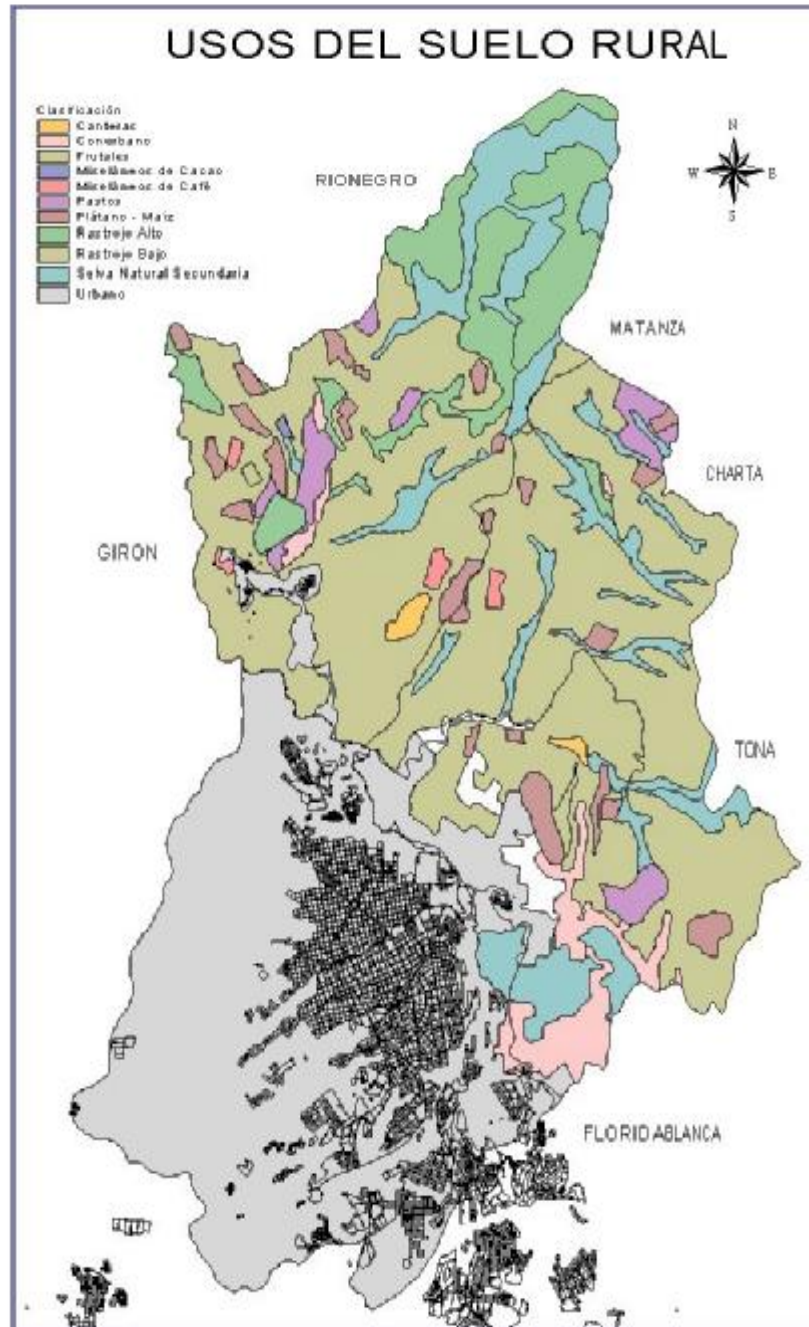 USOS DEL SUELO RURAL
Clasificación
Canteras
Conurbano
Frutales
Misceláneos de Cacao
Misceláneos de Café
Pastos
Plátano - Maíz
Rastrojo Alto
Rastrojo Bajo
Selva Natural Secundaria
Urbano
N
W
E
S
RIONEGRO
MATANZA
CHARTA
GIRON
TONA
FLORIDABLANCA